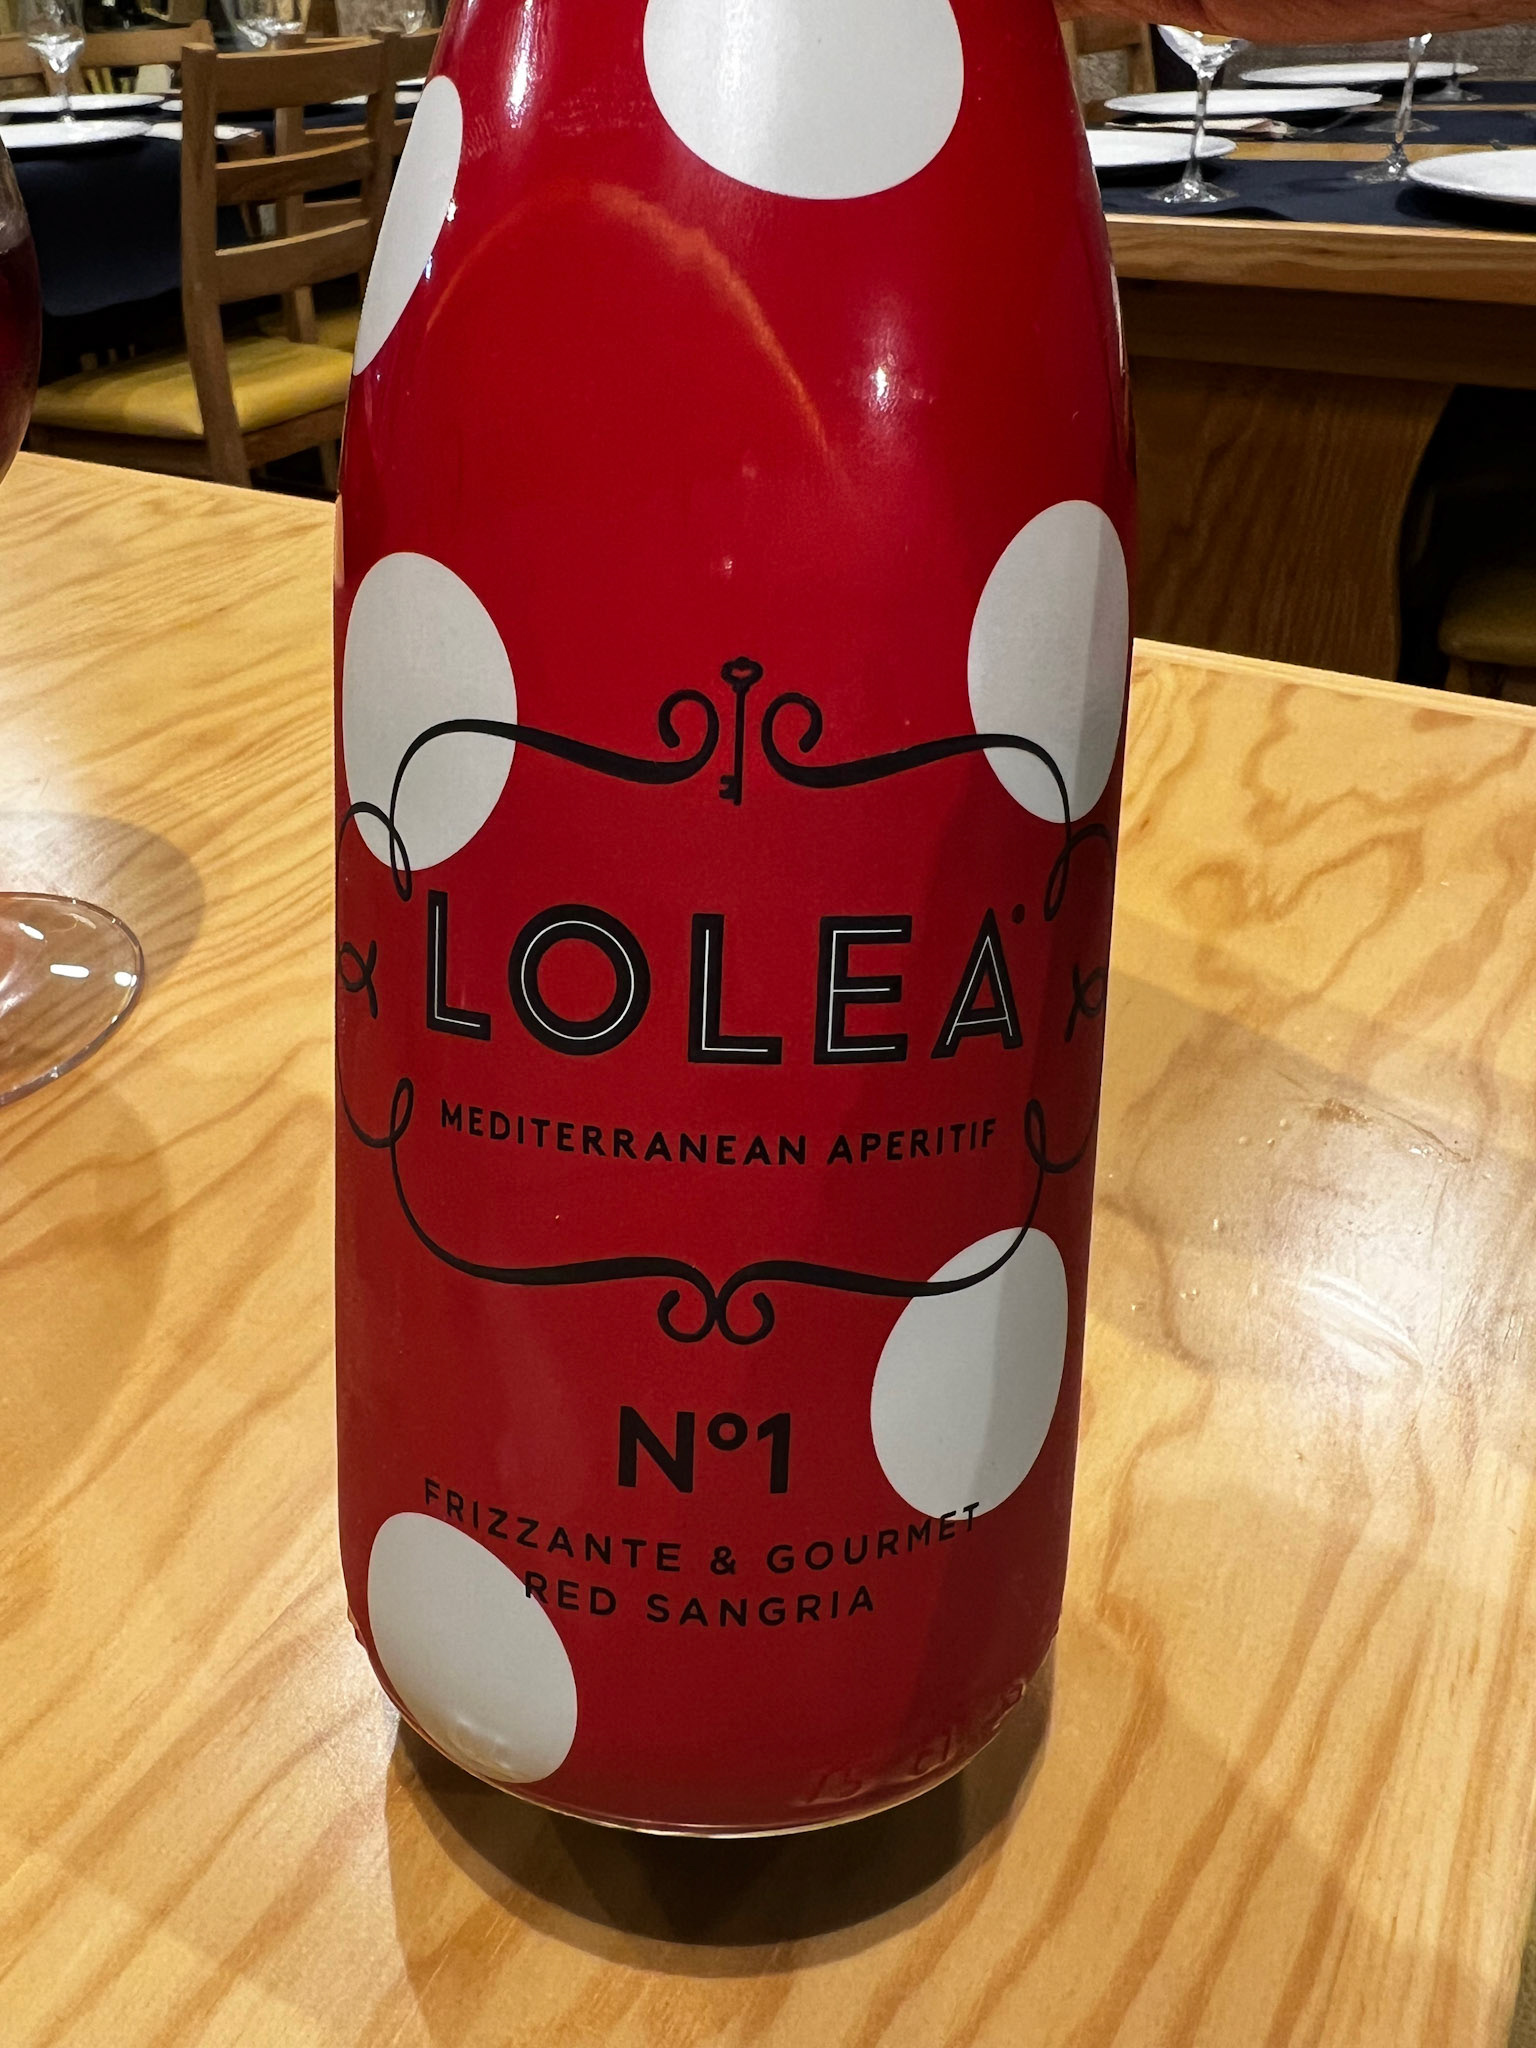 LOLEA
MEDITERRANEAN APERITIF
Nº1
FRIZZANTE & GOURMET
RED SANGRIA